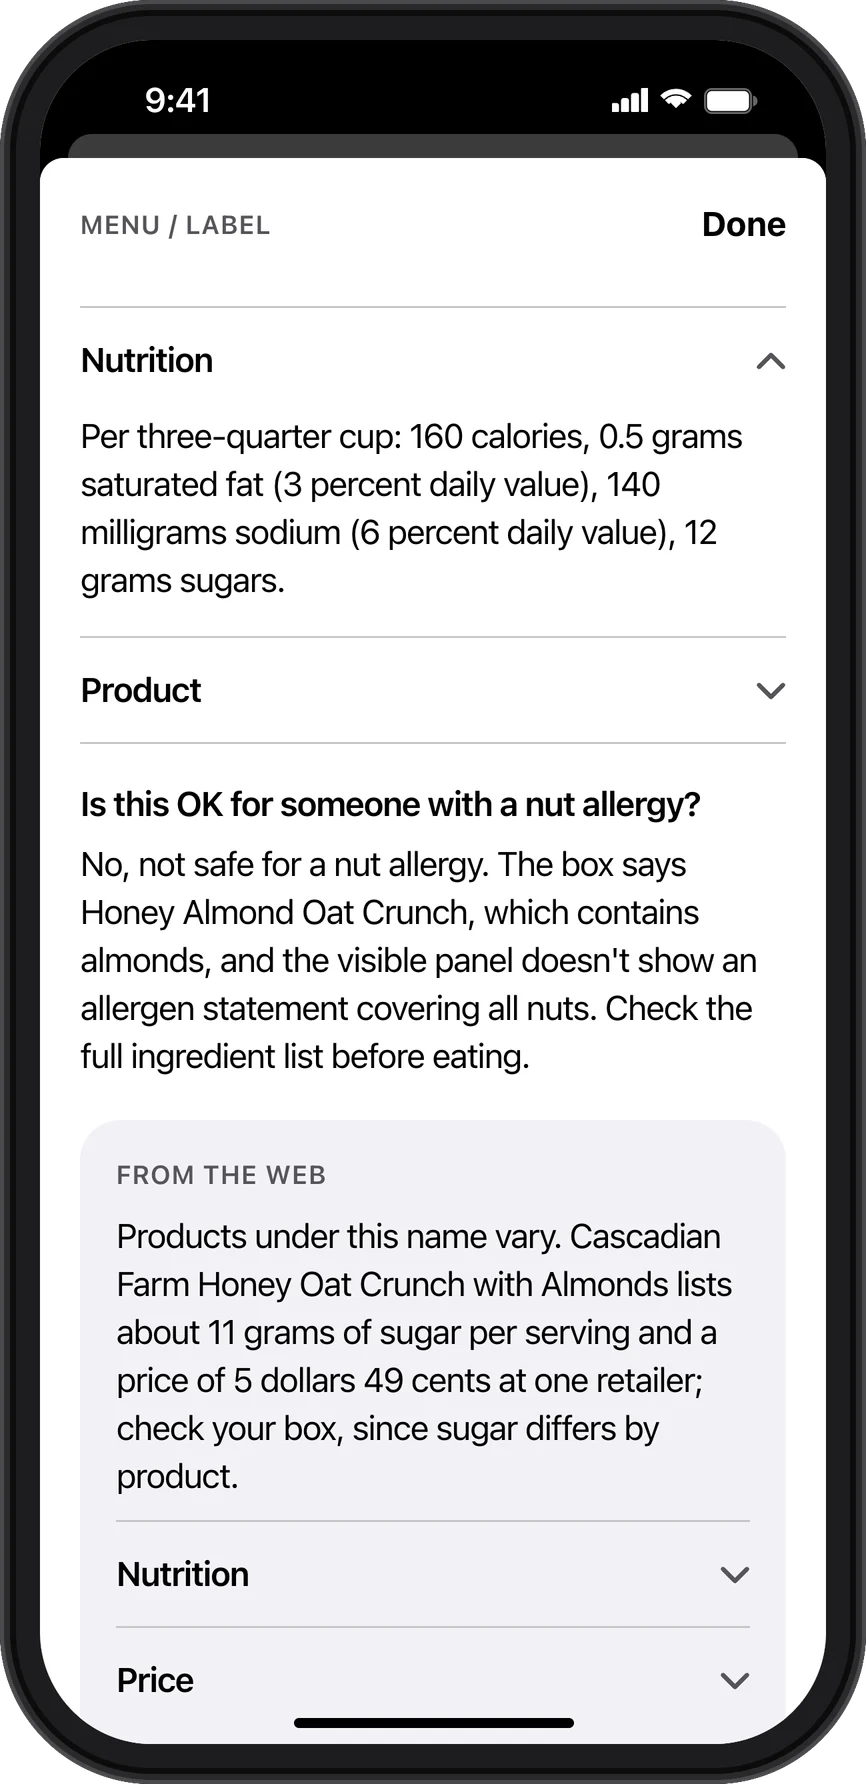 9:41
MENU / LABEL
Done
Nutrition
Per three-quarter cup: 160 calories, 0.5 grams
saturated fat (3 percent daily value), 140
milligrams sodium (6 percent daily value), 12
grams sugars.
Product
Is this OK for someone with a nut allergy?
No, not safe for a nut allergy. The box says
Honey Almond Oat Crunch, which contains
almonds, and the visible panel doesn't show an
allergen statement covering all nuts. Check the
full ingredient list before eating.
FROM THE WEB
Products under this name vary. Cascadian
Farm Honey Oat Crunch with Almonds lists
about 11 grams of sugar per serving and a
price of 5 dollars 49 cents at one retailer;
check your box, since sugar differs by
product.
Nutrition
Price